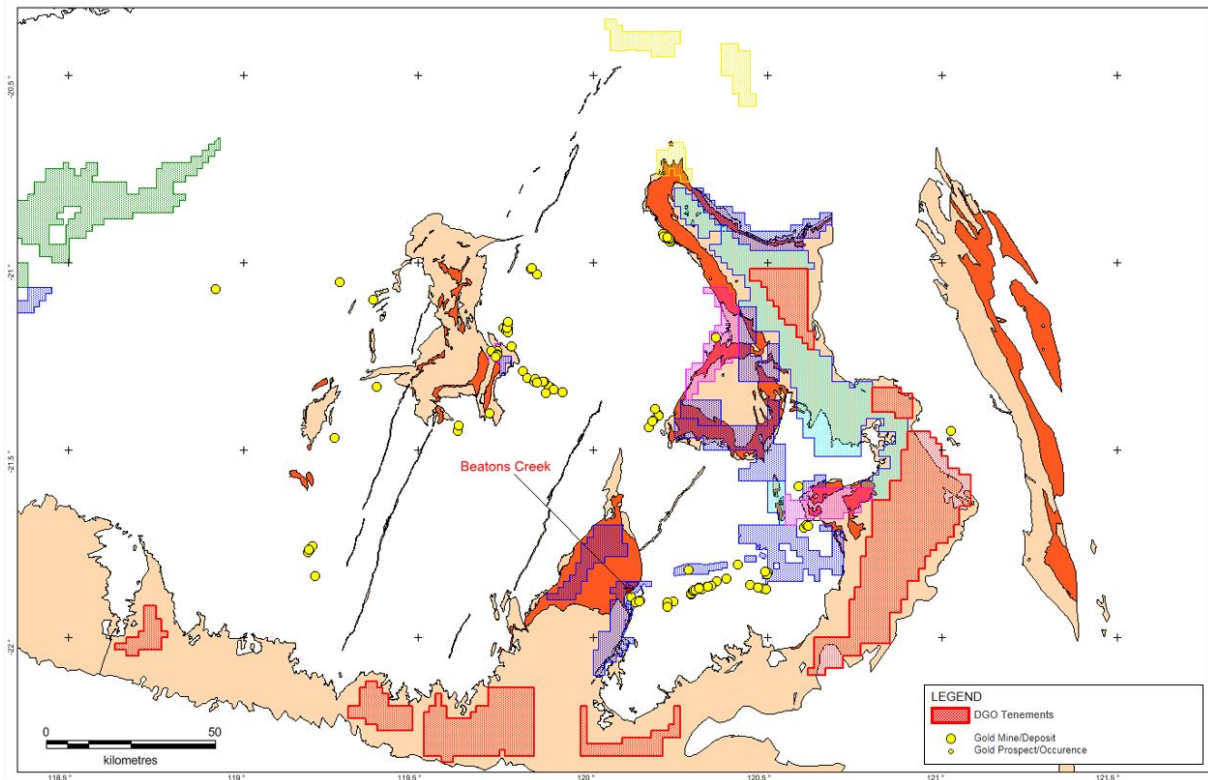 -20.5 °
-21 °
-21.5 °
Beatons Creek
-22 °
LEGEND
DGO Tenements
Gold Mine/Deposit
Gold Prospect/Occurence
0 50
kilometres
118.5 ° 119 ° 119.5 ° 120 ° 120.5 ° 121 ° 121.5 °